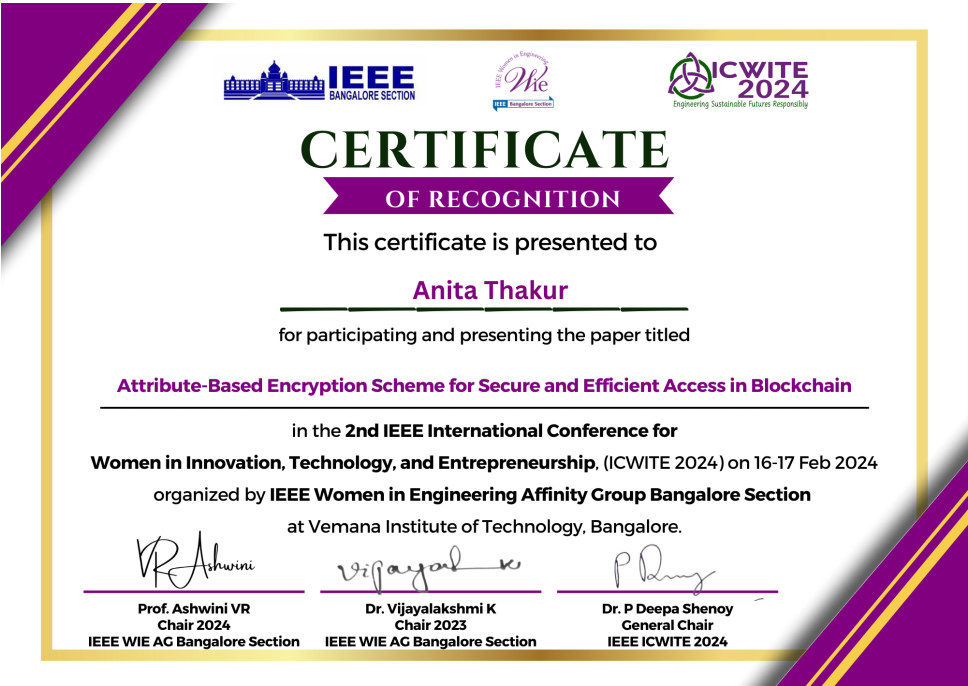 IEEE
BANGALORE SECTION
IEEE Women in Engineering
Wie
IEEE Bangalore Section
ICWITE
2024
Engineering Sustainable Futures Responsibly
CERTIFICATE
OF RECOGNITION
This certificate is presented to
Anita Thakur
for participating and presenting the paper titled
Attribute-Based Encryption Scheme for Secure and Efficient Access in Blockchain
in the 2nd IEEE International Conference for
Women in Innovation, Technology, and Entrepreneurship, (ICWITE 2024) on 16-17 Feb 2024
organized by IEEE Women in Engineering Affinity Group Bangalore Section
at Vemana Institute of Technology, Bangalore.
VR Ashwini
Vijayalakshmi K
Prof. Ashwini VR
Chair 2024
IEEE WIE AG Bangalore Section
Dr. Vijayalakshmi K
Chair 2023
IEEE WIE AG Bangalore Section
Dr. P Deepa Shenoy
General Chair
IEEE ICWITE 2024